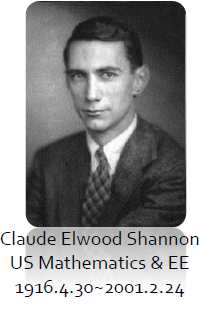 Claude Elwood Shannon
US Mathematics & EE
1916.4.30~2001.2.24